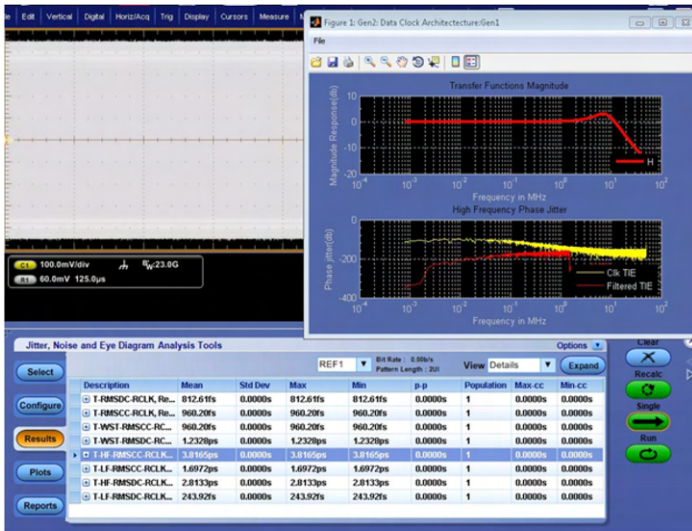 le Edit Vertical Digital Horiz/Acq Trig Display Cursors Measure M
Figure 1: Gen2: Data Clock Architectecture:Gen1
File
Transfer Functions Magnitude
Magnitude Response(db)
10
0
-10
-20
H
10^-4 10^-3 10^-2 10^-1 10^0 10^1 10^2
Frequency in MHz
High Frequency Phase Jitter
Phase jitter(db)
0
-200
-400
Clk TIE
Filtered TIE
10^-4 10^-3 10^-2 10^-1 10^0 10^1 10^2
Frequency in MHz
C1 100.0mV/div BW:23.0G
R1 60.0mV 125.0µs
Jitter, Noise and Eye Diagram Analysis Tools Options
Clear
Select REF1 Bit Rate : 0.00b/s
Pattern Length : 2UI View Details Expand
Recalc
Description Mean Std Dev Max Min p-p Population Max-cc Min-cc
T-RMSDC-RCLK, Re... 812.61fs 0.0000s 812.61fs 812.61fs 0.0000s 1 0.0000s 0.0000s
Configure
T-RMSCC-RCLK, Re... 960.20fs 0.0000s 960.20fs 960.20fs 0.0000s 1 0.0000s 0.0000s
Single
T-WST-RMSCC-RC... 960.20fs 0.0000s 960.20fs 960.20fs 0.0000s 1 0.0000s 0.0000s
Results
T-WST-RMSDC-RC... 1.2328ps 0.0000s 1.2328ps 1.2328ps 0.0000s 1 0.0000s 0.0000s
Run
T-HF-RMSCC-RCLK... 3.8165ps 0.0000s 3.8165ps 3.8165ps 0.0000s 1 0.0000s 0.0000s
Plots
T-LF-RMSCC-RCLK... 1.6972ps 0.0000s 1.6972ps 1.6972ps 0.0000s 1 0.0000s 0.0000s
T-HF-RMSDC-RCLK... 2.8133ps 0.0000s 2.8133ps 2.8133ps 0.0000s 1 0.0000s 0.0000s
Reports
T-LF-RMSDC-RCLK... 243.92fs 0.0000s 243.92fs 243.92fs 0.0000s 1 0.0000s 0.0000s